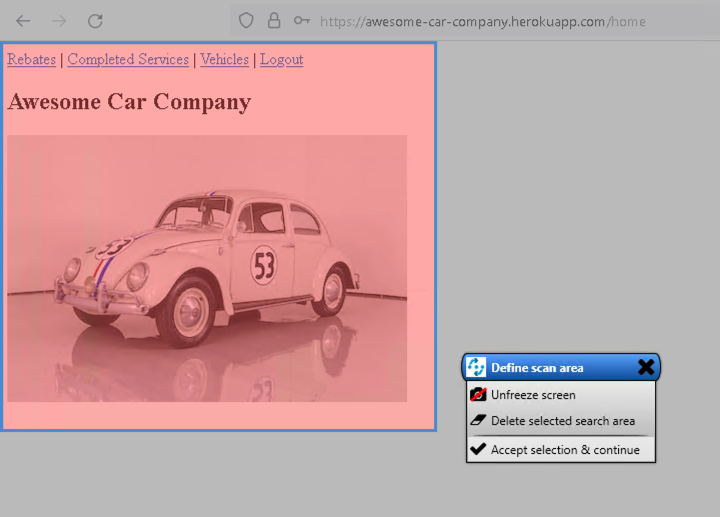 https://awesome-car-company.herokuapp.com/home
Rebates | Completed Services | Vehicles | Logout
Awesome Car Company
53
53
Define scan area
Unfreeze screen
Delete selected search area
Accept selection & continue